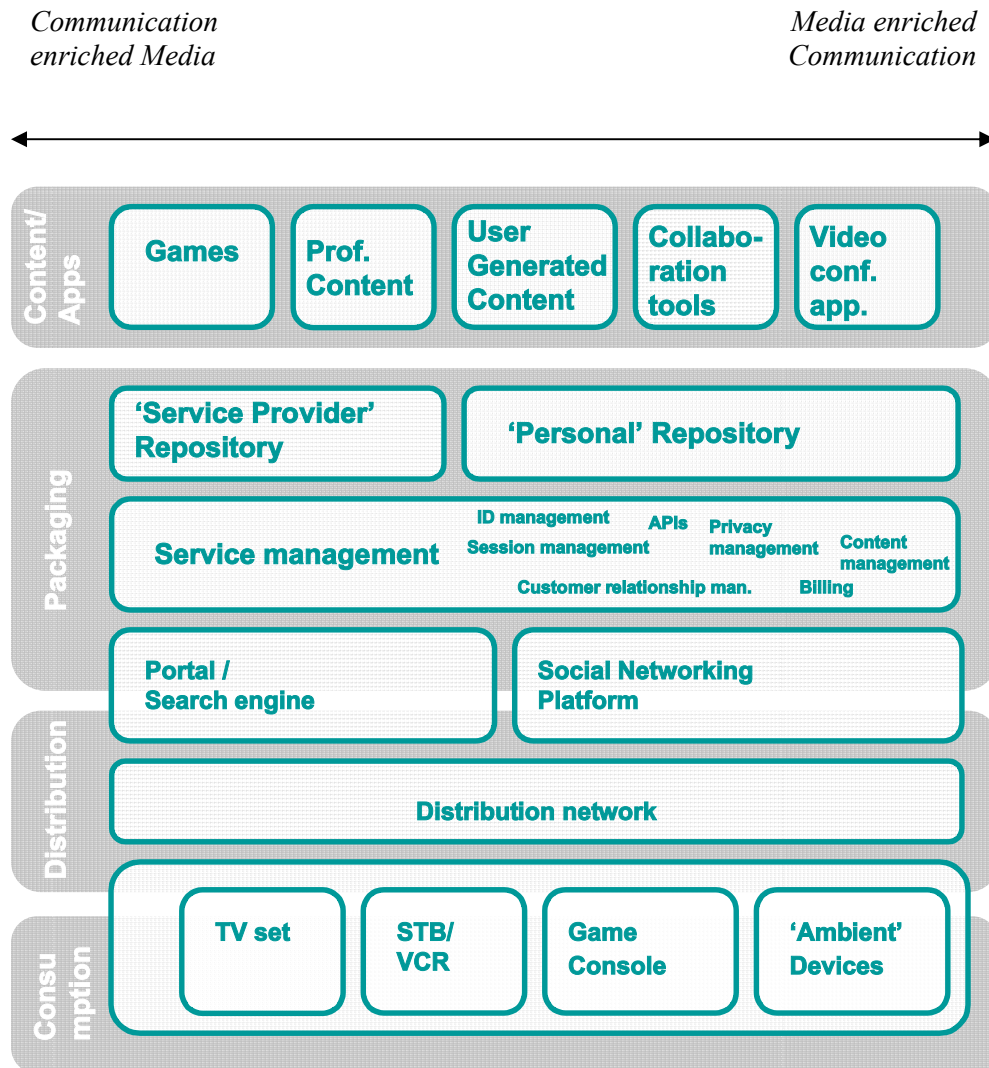 Communication
enriched Media
Media enriched
Communication
Content/
Apps
Games
Prof.
Content
User
Generated
Content
Collabo-
ration
tools
Video
conf.
app.
Packaging
‘Service Provider’
Repository
‘Personal’ Repository
Service management
ID management
APIs
Privacy
management
Session management
Content
management
Customer relationship man.
Billing
Portal /
Search engine
Social Networking
Platform
Distribution
Distribution network
Consu
mption
TV set
STB/
VCR
Game
Console
‘Ambient’
Devices